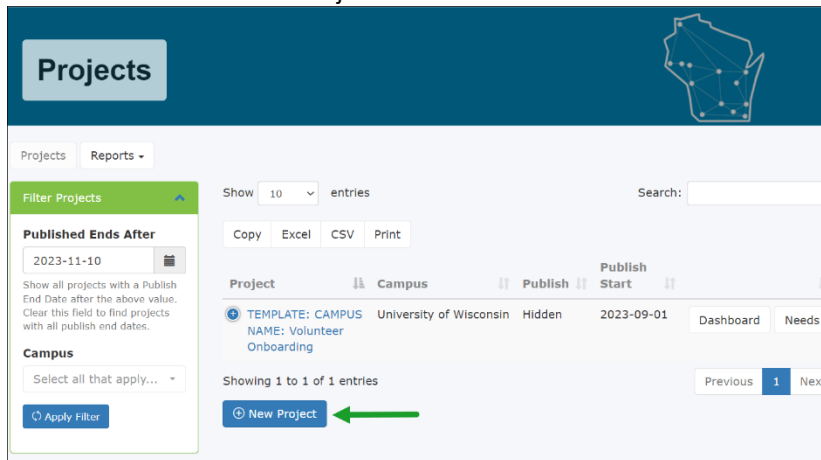 Projects
Projects Reports
Filter Projects
Published Ends After
2023-11-10
Show all projects with a Publish
End Date after the above value.
Clear this field to find projects
with all publish end dates.
Campus
Select all that apply...
Apply Filter
Show 10 entries
Search:
Copy Excel CSV Print
Project Campus Publish Publish
Start
TEMPLATE: CAMPUS University of Wisconsin Hidden 2023-09-01 Dashboard Needs
NAME: Volunteer
Onboarding
Showing 1 to 1 of 1 entries
Previous 1 Nex
New Project